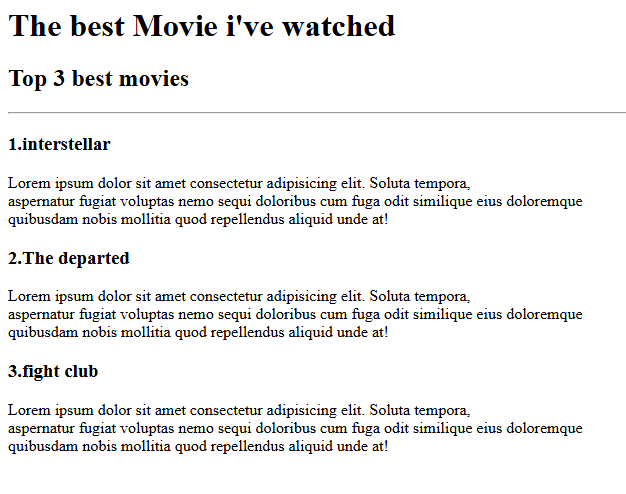 The best Movie i've watched
Top 3 best movies
1.interstellar
Lorem ipsum dolor sit amet consectetur adipisicing elit. Soluta tempora,
aspernatur fugiat voluptas nemo sequi doloribus cum fuga odit similique eius doloremque
quibusdam nobis mollitia quod repellendus aliquid unde at!
2.The departed
Lorem ipsum dolor sit amet consectetur adipisicing elit. Soluta tempora,
aspernatur fugiat voluptas nemo sequi doloribus cum fuga odit similique eius doloremque
quibusdam nobis mollitia quod repellendus aliquid unde at!
3.fight club
Lorem ipsum dolor sit amet consectetur adipisicing elit. Soluta tempora,
aspernatur fugiat voluptas nemo sequi doloribus cum fuga odit similique eius doloremque
quibusdam nobis mollitia quod repellendus aliquid unde at!